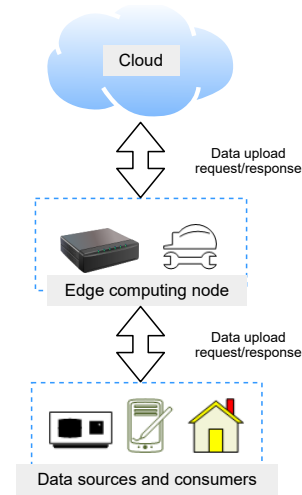 Cloud
Data upload
request/response
Edge computing node
Data upload
request/response
Data sources and consumers